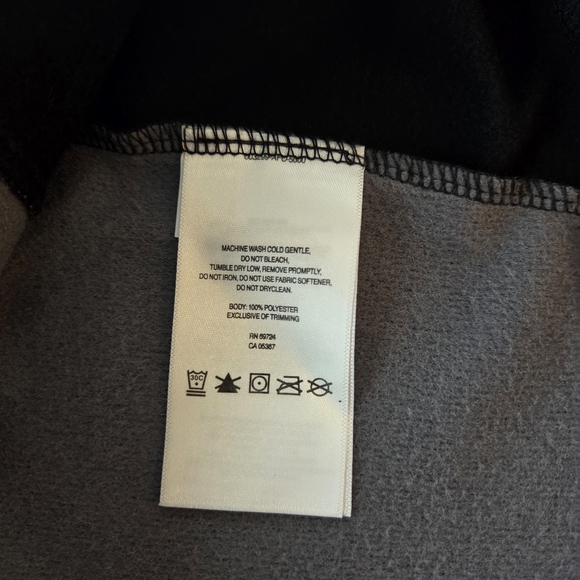 MACHINE WASH COLD GENTLE,
DO NOT BLEACH,
TUMBLE DRY LOW, REMOVE PROMPTLY,
DO NOT IRON, DO NOT USE FABRIC SOFTENER,
DO NOT DRYCLEAN.
BODY: 100% POLYESTER
EXCLUSIVE OF TRIMMING
RN 69724
CA 05367
30C